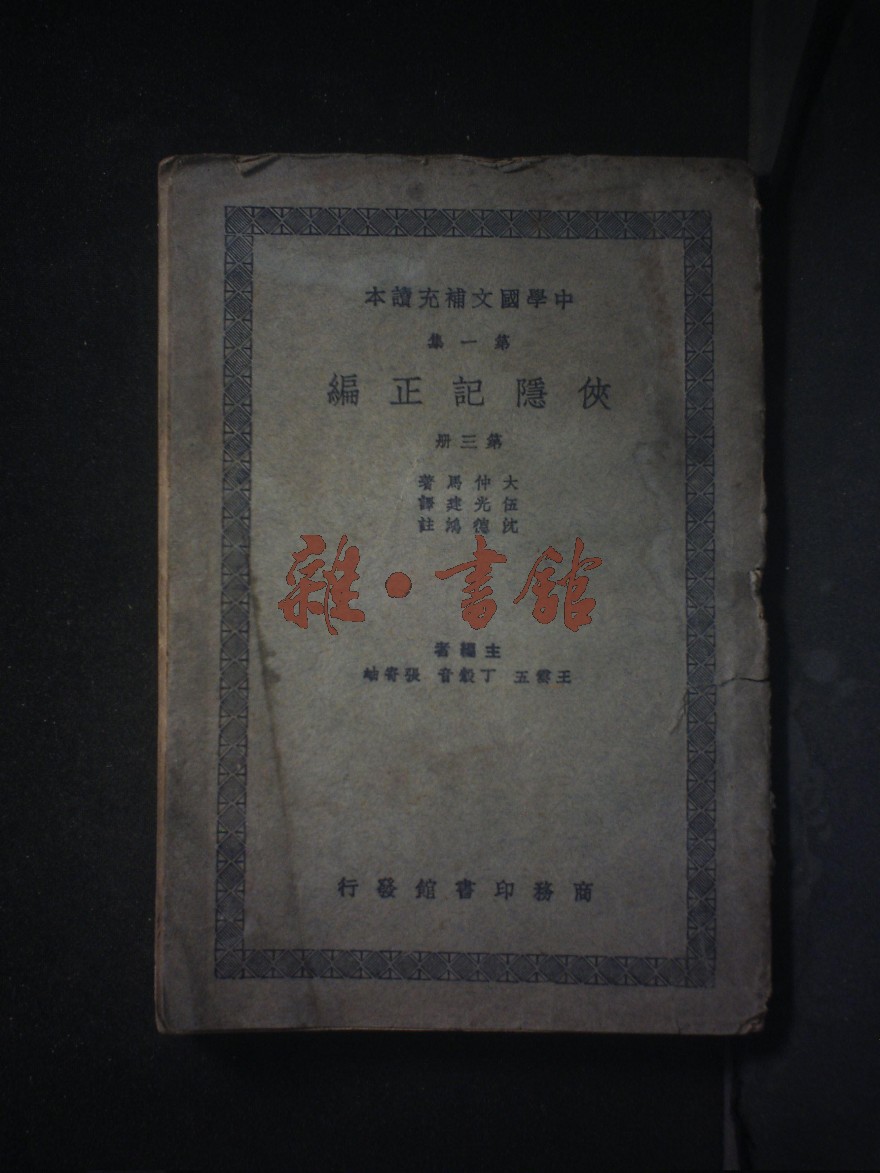 中學國文補充讀本
第一集
俠隱記正編
第三册
大仲馬著
伍光建譯
沈德鴻註
雜·書館
主編者
王雲五 丁瑴音 張寄岫
商務印書館發行